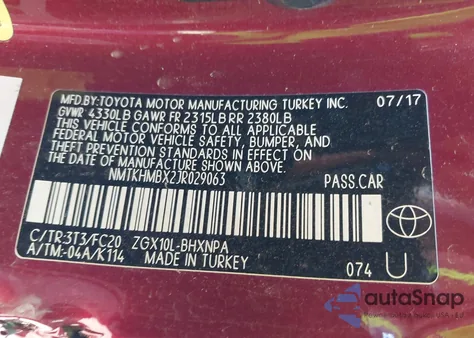 MFD.BY:TOYOTA MOTOR MANUFACTURING TURKEY INC. 07/17
GVWR 4330LB GAWR FR 2315LB RR 2380LB
THIS VEHICLE CONFORMS TO ALL APPLICABLE
FEDERAL MOTOR VEHICLE SAFETY, BUMPER, AND
THEFT PREVENTION STANDARDS IN EFFECT ON THE
DATE OF MANUFACTURE SHOWN ABOVE.
NMTKHMBX2JR029063 PASS.CAR
C/TR:3T3/FC20 ZGX10L-BHXNPA
A/TM:-04A/K114 MADE IN TURKEY
074 U
autoSnap